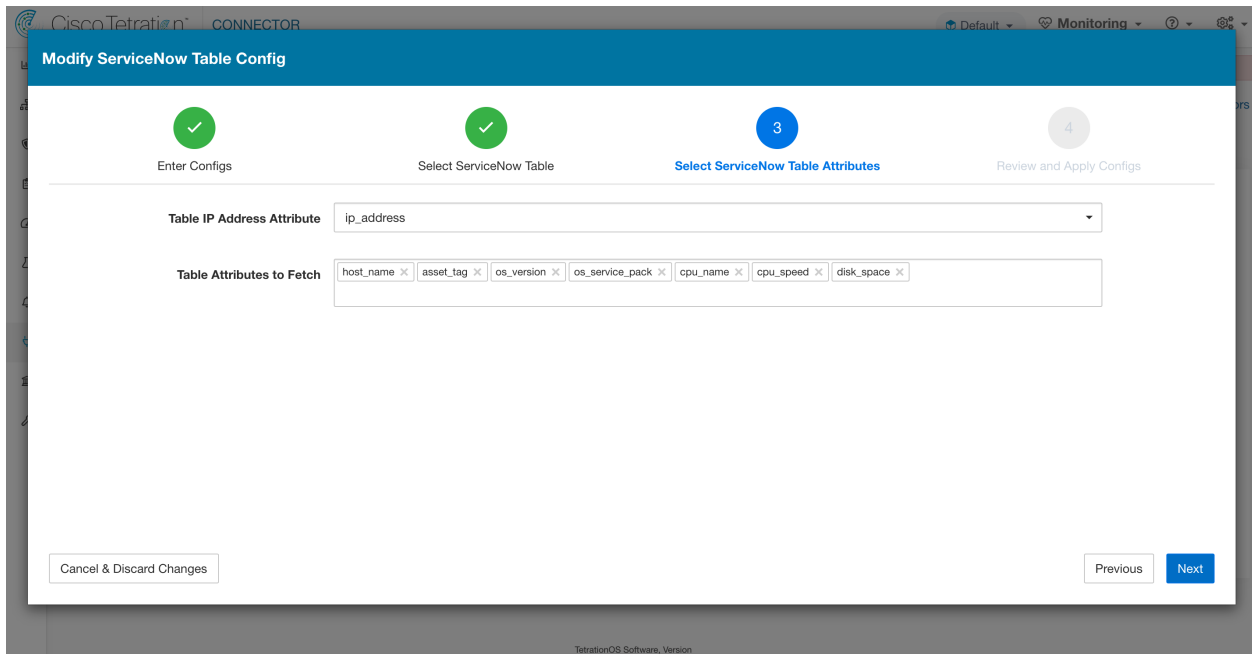 Cisco Tetration CONNECTOR Default Monitoring
Modify ServiceNow Table Config
3 4
Enter Configs Select ServiceNow Table Select ServiceNow Table Attributes Review and Apply Configs
Table IP Address Attribute ip_address
Table Attributes to Fetch host_name × asset_tag × os_version × os_service_pack × cpu_name × cpu_speed × disk_space ×
Cancel & Discard Changes Previous Next
TetrationOS Software, Version